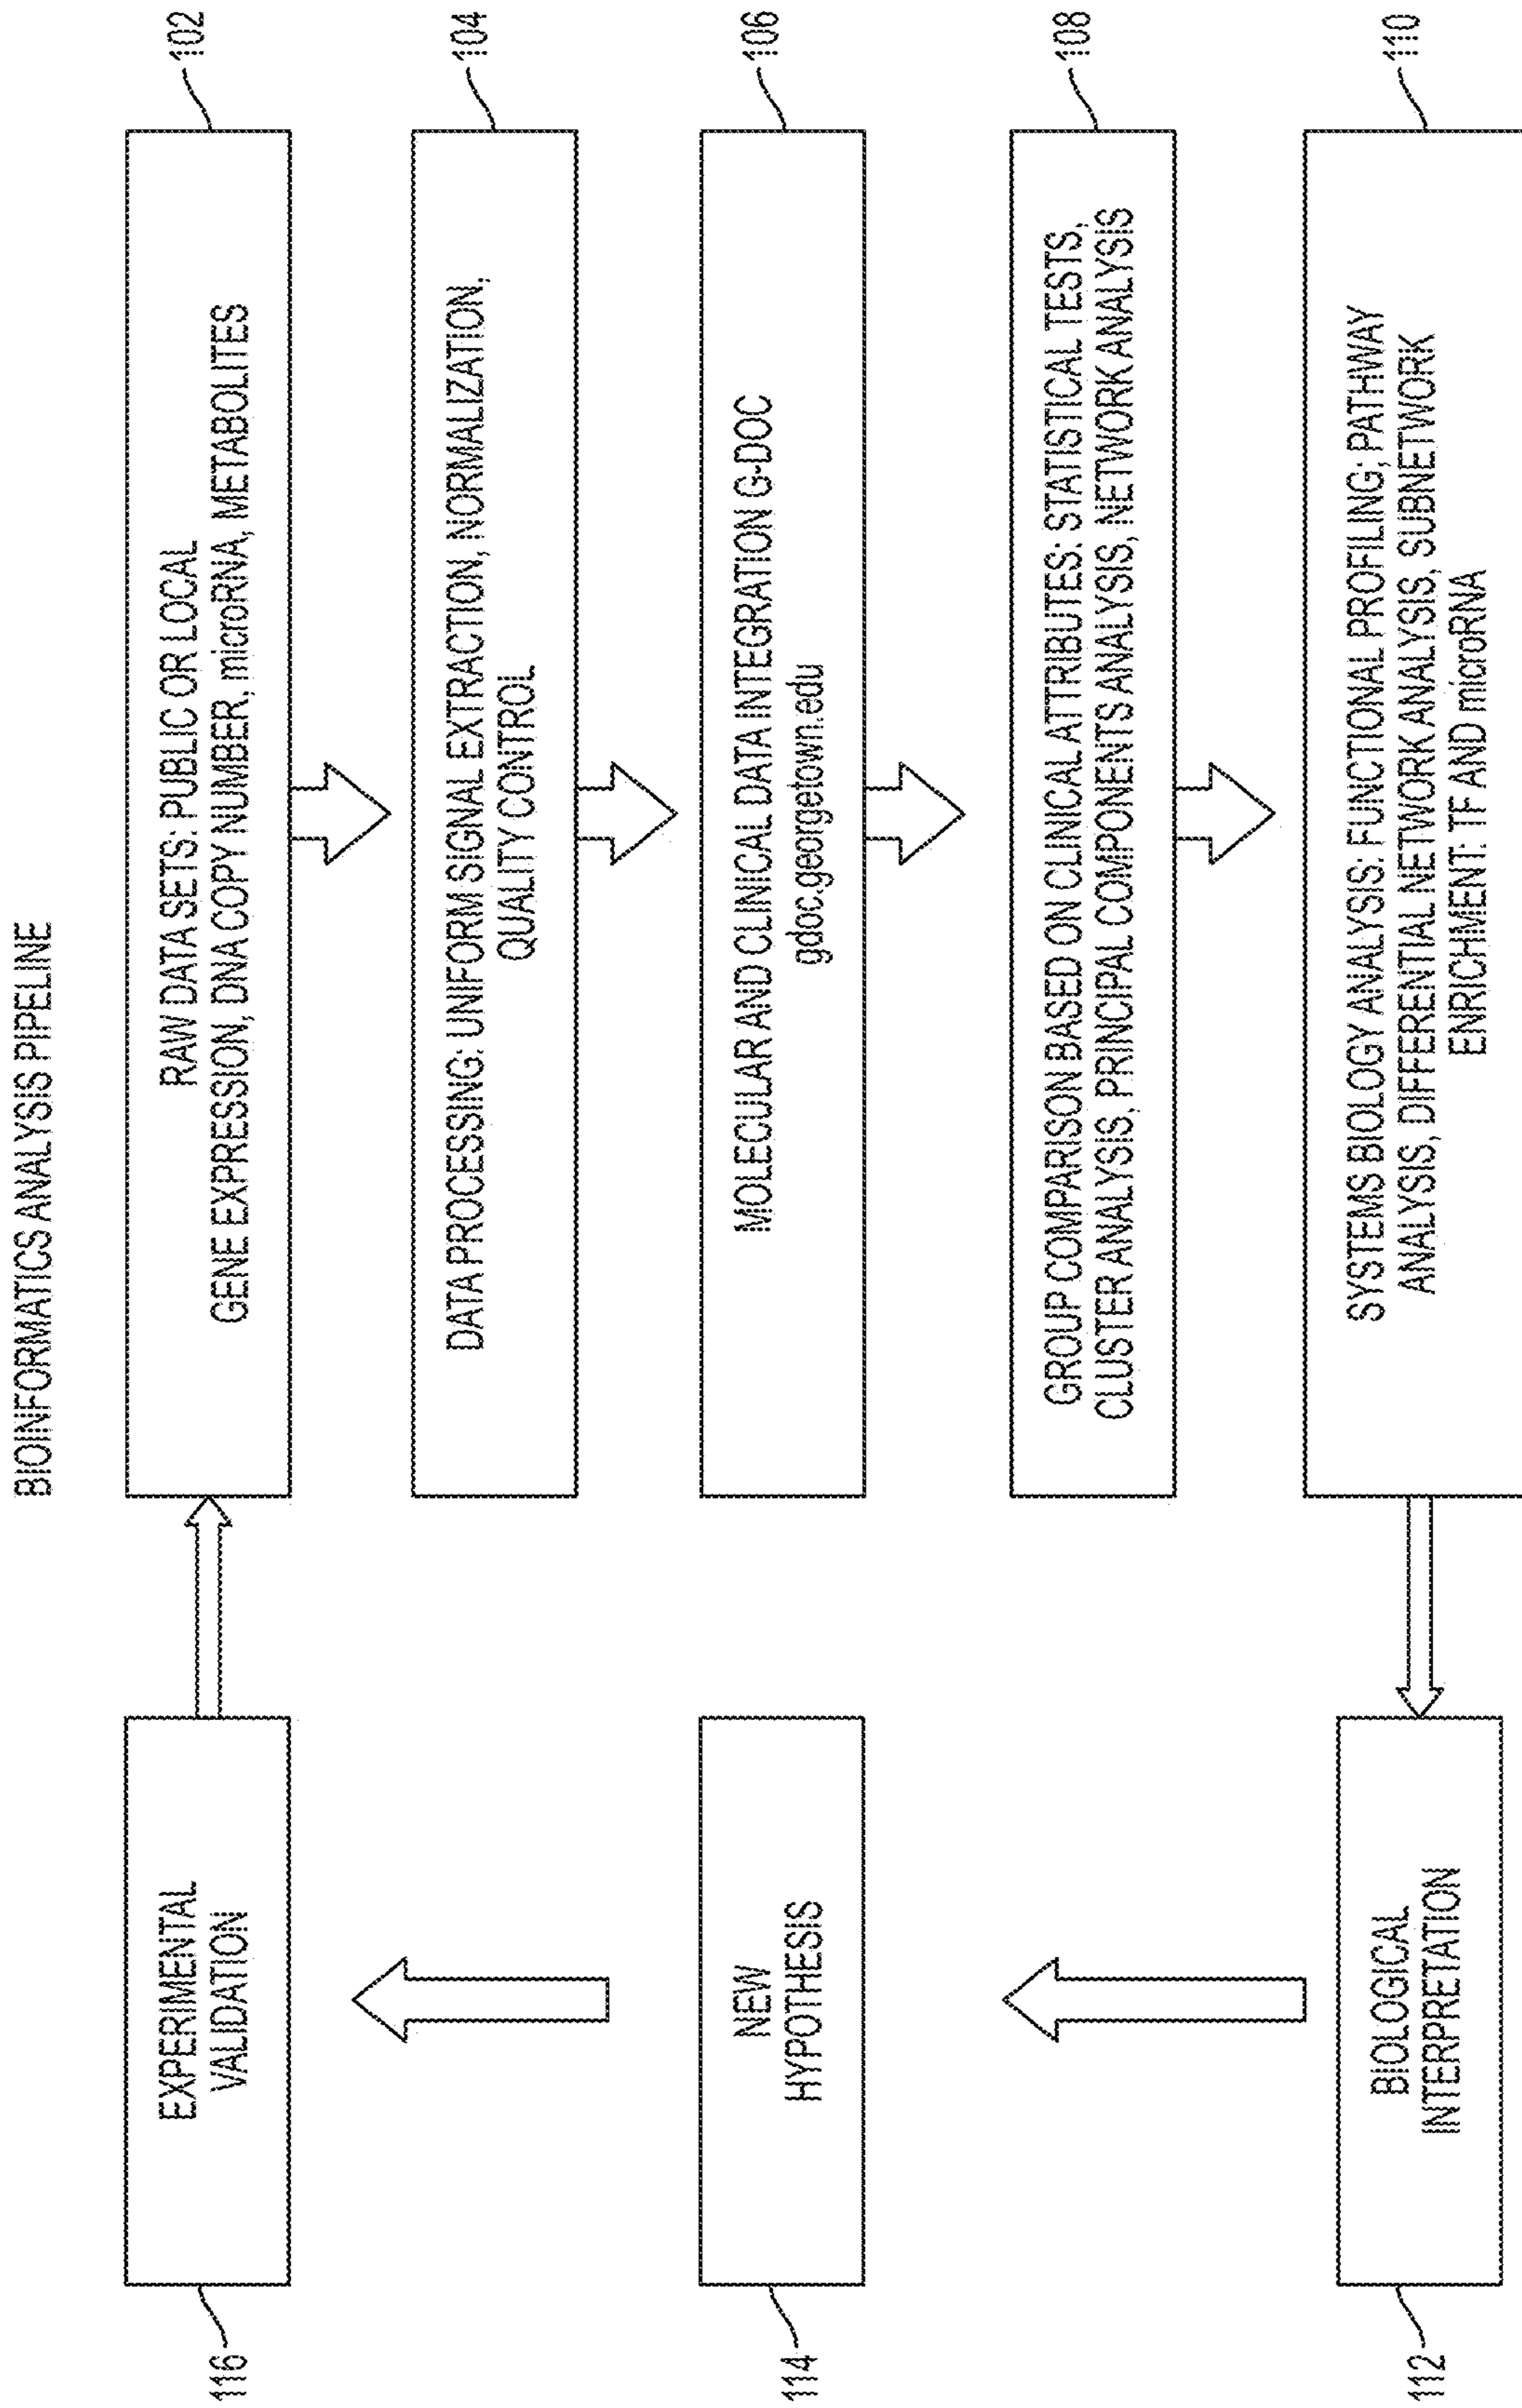 BIOINFORMATICS ANALYSIS PIPELINE
RAW DATA SETS: PUBLIC OR LOCAL
GENE EXPRESSION, DNA COPY NUMBER, microRNA, METABOLITES
102
DATA PROCESSING: UNIFORM SIGNAL EXTRACTION, NORMALIZATION,
QUALITY CONTROL
104
MOLECULAR AND CLINICAL DATA INTEGRATION G-DOC
gdoc.georgetown.edu
106
GROUP COMPARISON BASED ON CLINICAL ATTRIBUTES: STATISTICAL TESTS,
CLUSTER ANALYSIS, PRINCIPAL COMPONENTS ANALYSIS, NETWORK ANALYSIS
108
SYSTEMS BIOLOGY ANALYSIS: FUNCTIONAL PROFILING; PATHWAY
ANALYSIS, DIFFERENTIAL NETWORK ANALYSIS, SUBNETWORK
ENRICHMENT: TF AND microRNA
110
BIOLOGICAL
INTERPRETATION
112
NEW
HYPOTHESIS
114
EXPERIMENTAL
VALIDATION
116